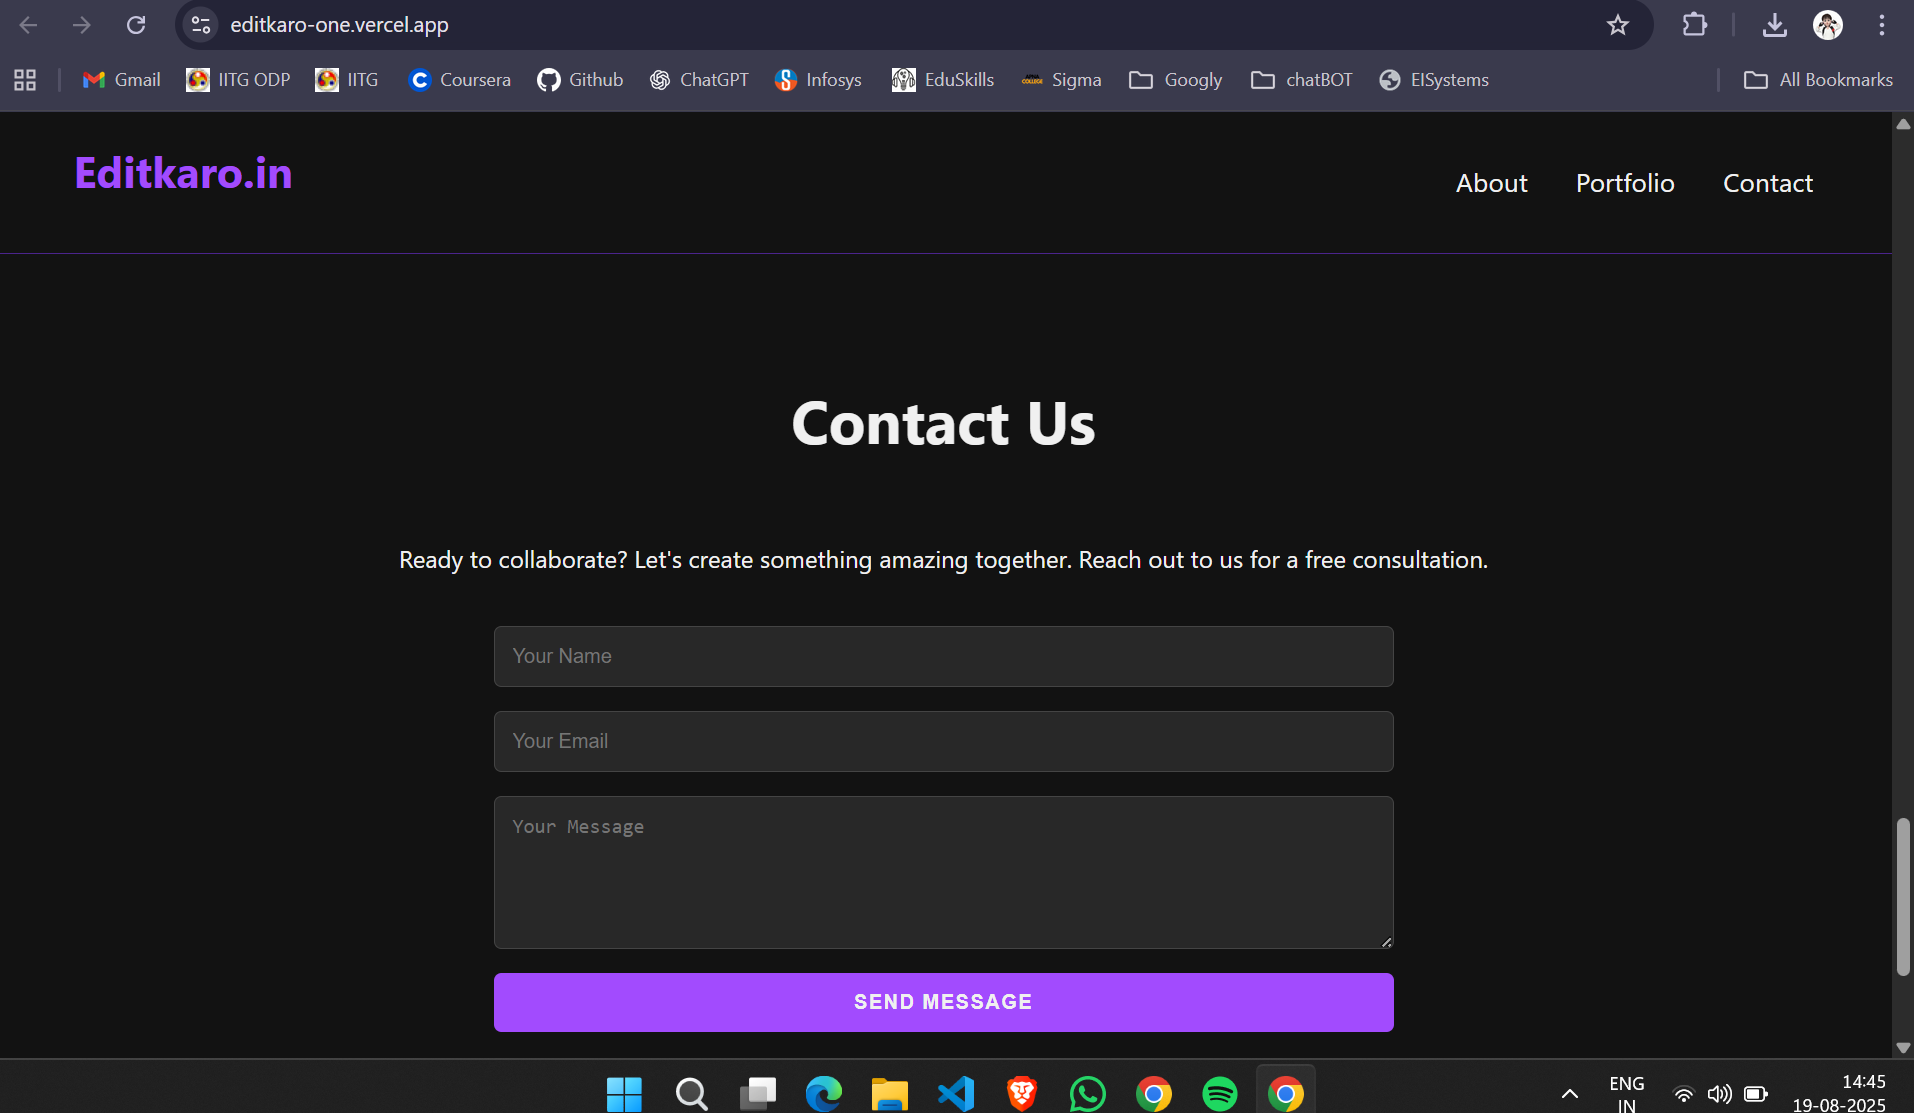 editkaro-one.vercel.app
Gmail IITG ODP IITG Coursera Github ChatGPT Infosys EduSkills Sigma Googly chatBOT EISystems All Bookmarks
Editkaro.in
About Portfolio Contact
Contact Us
Ready to collaborate? Let's create something amazing together. Reach out to us for a free consultation.
Your Name
Your Email
Your Message
SEND MESSAGE
ENG
IN
14:45
19-08-2025